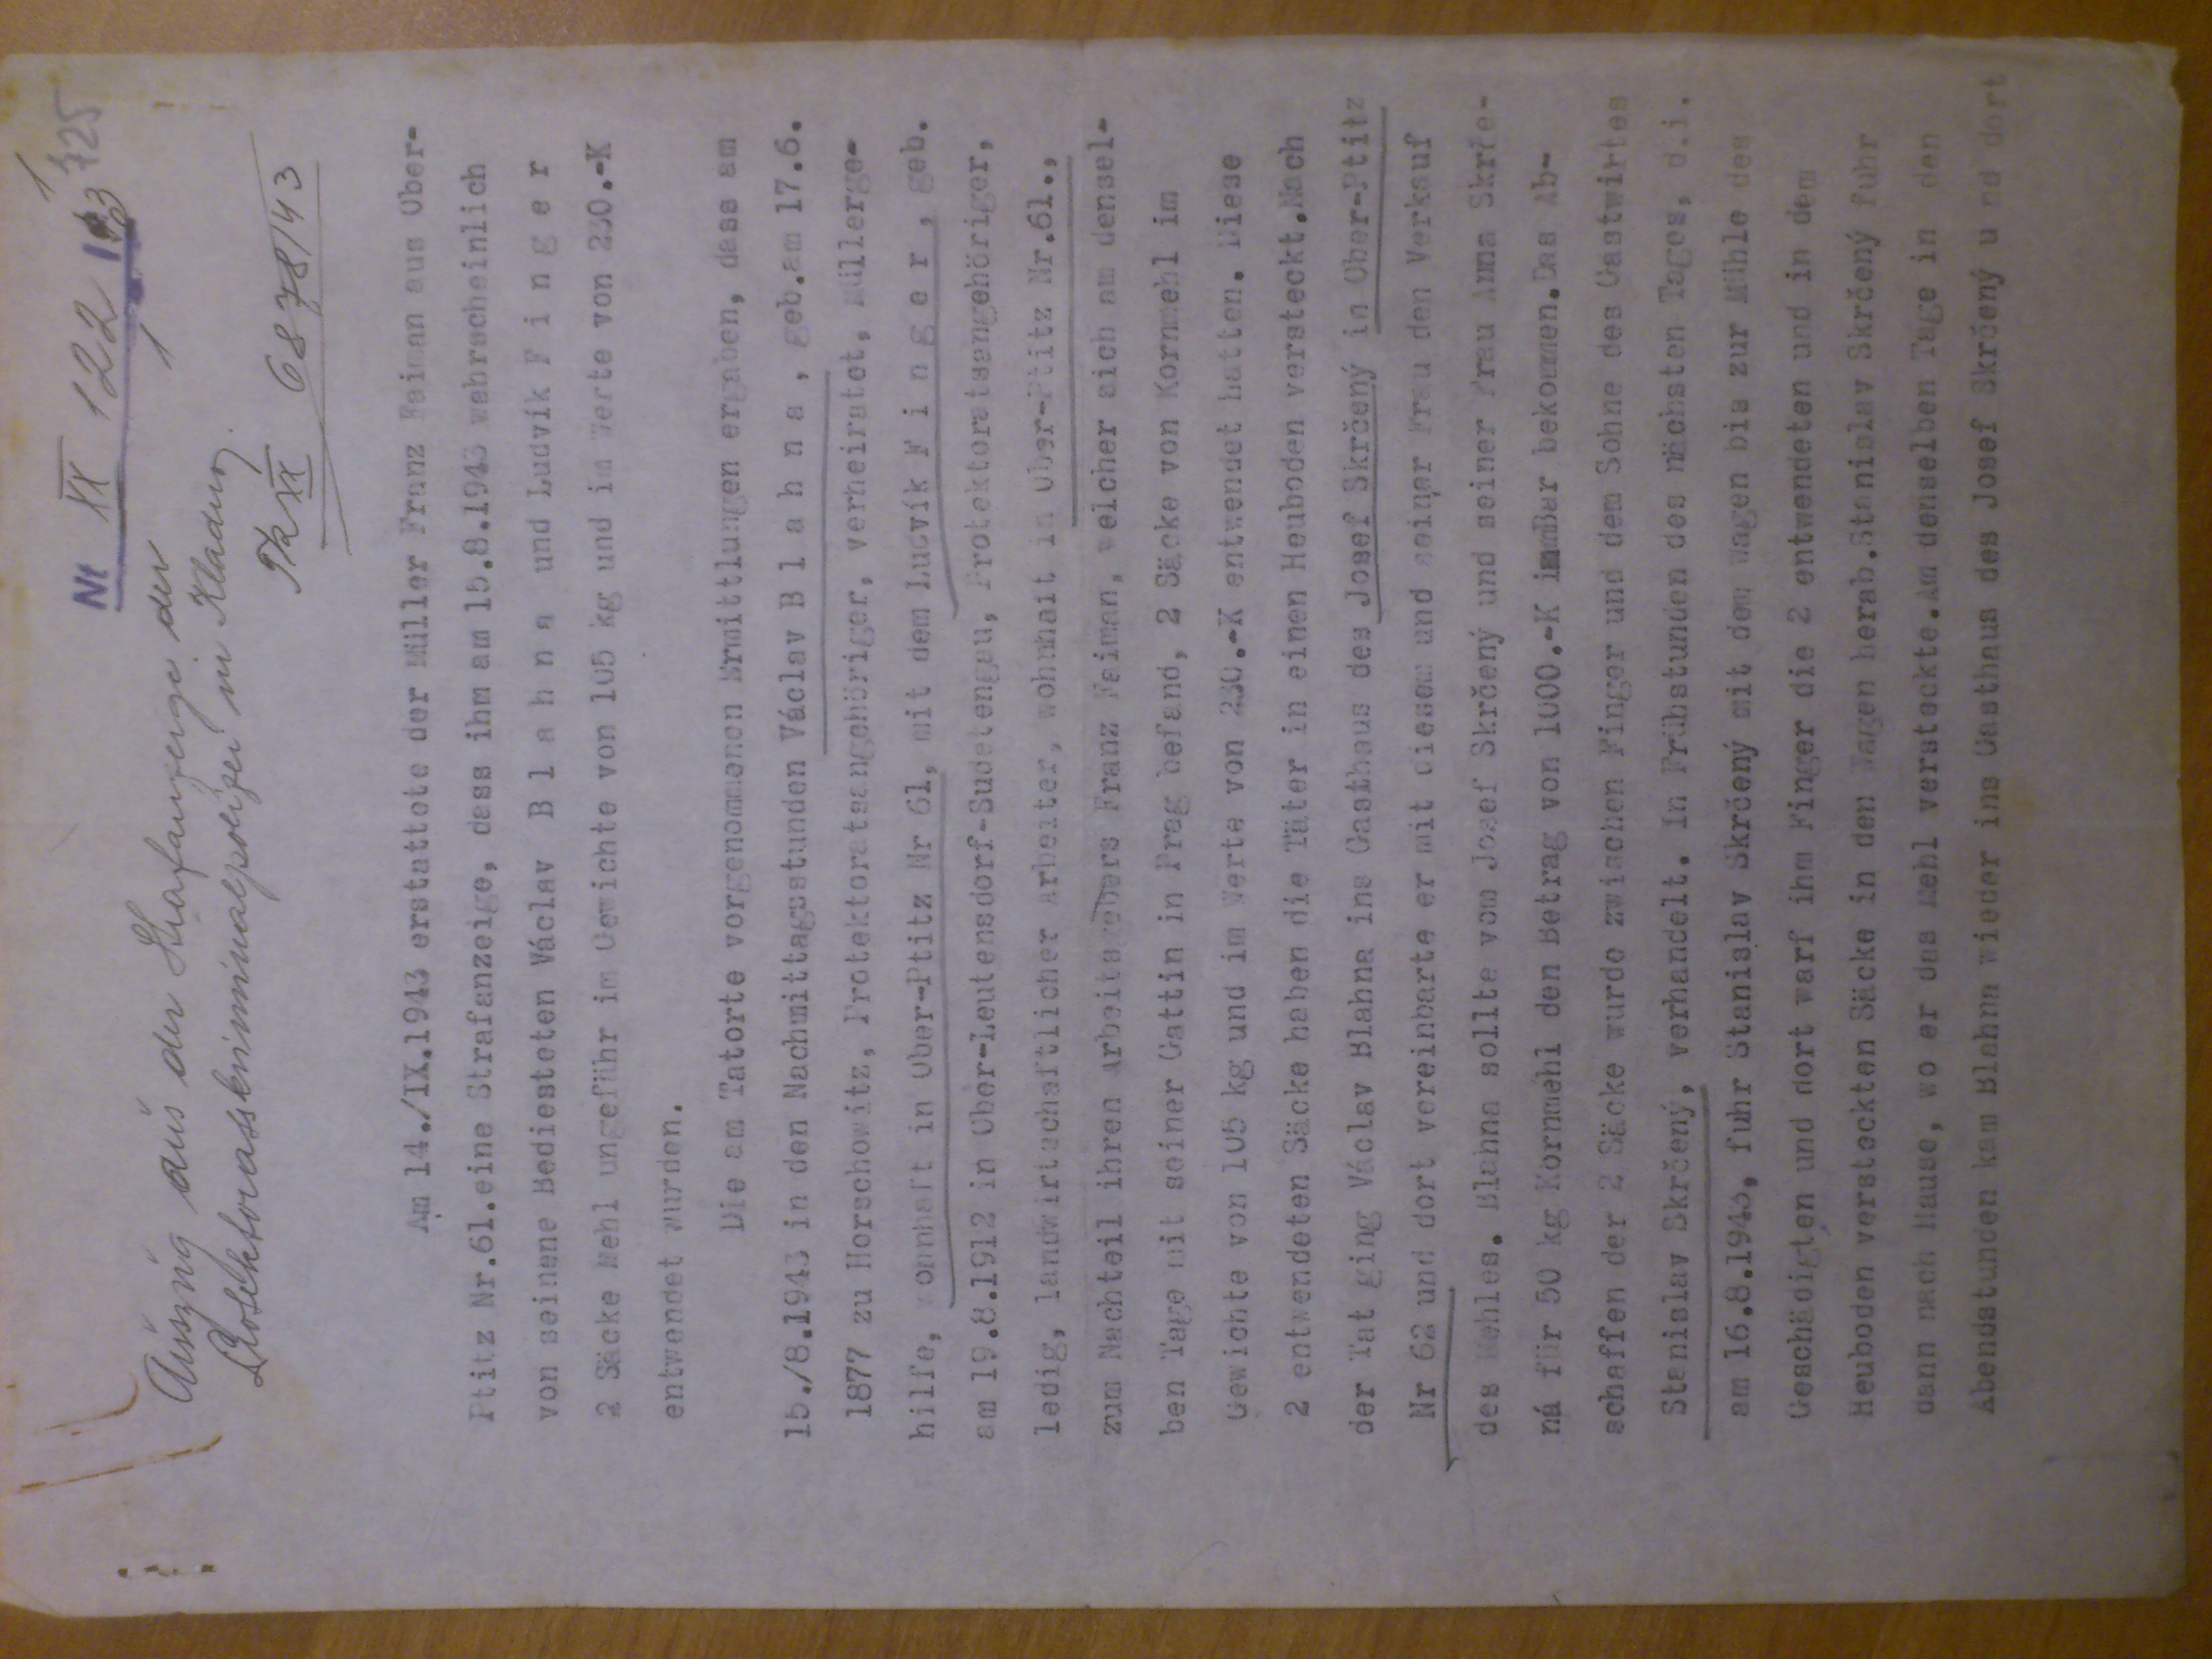 1
725
Nt XX 122 143
1
Auszug aus der Strafanzeige der
Protektoratskriminalpolizei in Kladno.
Tk XX 6878/43
Am 14./IX.1943 erstattete der Müller Franz Faiman aus Ober-
Ptitz Nr.61.eine Strafanzeige, dass ihm am 15.8.1943 wahrscheinlich
von seinene Bediesteten Václav B l a h n a und Ludvík F i n g e r
2 Säcke Mehl ungefähr im Gewichte von 105 kg und im Werte von 230.-K
entwendet wurden.
Die am Tatorte vorgenommenen Ermittlungen ergaben, dass am
15./8.1943 in den Nachmittagsstunden Václav B l a h n a , geb.am 17.6.
1877 zu Horschowitz, Protektoratsangehöriger, verheiratet, Müllerge-
hilfe, wohnhaft in Ober-Ptitz Nr 61, mit dem Ludvík F i n g e r , geb.
am 19.8.1912 in Ober-Leutensdorf-Sudetengau, Protektoratsangehöriger,
ledig, landwirtschaftlicher Arbeiter, wohnhait in Ober-Ptitz Nr.61.,
zum Nachteil ihren Arbeitsgebers Franz Faiman, welcher sich am densel-
ben Tage mit seiner Gattin in Prag befand, 2 Säcke von Kornmehl im
Gewichte von 105 kg und im Werte von 230.-K entwendet hatten. Diese
2 entwendeten Säcke haben die Täter in einen Heuboden versteckt.Nach
der Tat ging Václav Blahna ins Gasthaus des Josef Skrčený in Ober-Ptitz
Nr 62 und dort vereinbarte er mit diesem und seiner Frau den Verkauf
des Mehles. Blahna sollte vom Josef Skrčený und seiner Frau Anna Skrče-
ná für 50 kg Kornmehl den Betrag von 1000.-K immBar bekommen.Das Ab-
schaffen der 2 Säcke wurde zwischen Finger und dem Sohne des Gastwirtes
Stanislav Skrčený, verhandelt. In Frühstunden des nächsten Tages, d.i.
am 16.8.1943, fuhr Stanislav Skrčený mit dem Wagen bis zur Mühle des
Geschädigten und dort warf ihm Finger die 2 entwendeten und in dem
Heuboden versteckten Säcke in den Wagen herab.Stanislav Skrčený fuhr
dann nach Hause, wo er das Mehl versteckte.Am denselben Tage in den
Abendstunden kam Blahna wieder ins Gasthaus des Josef Skrčený u nd dort